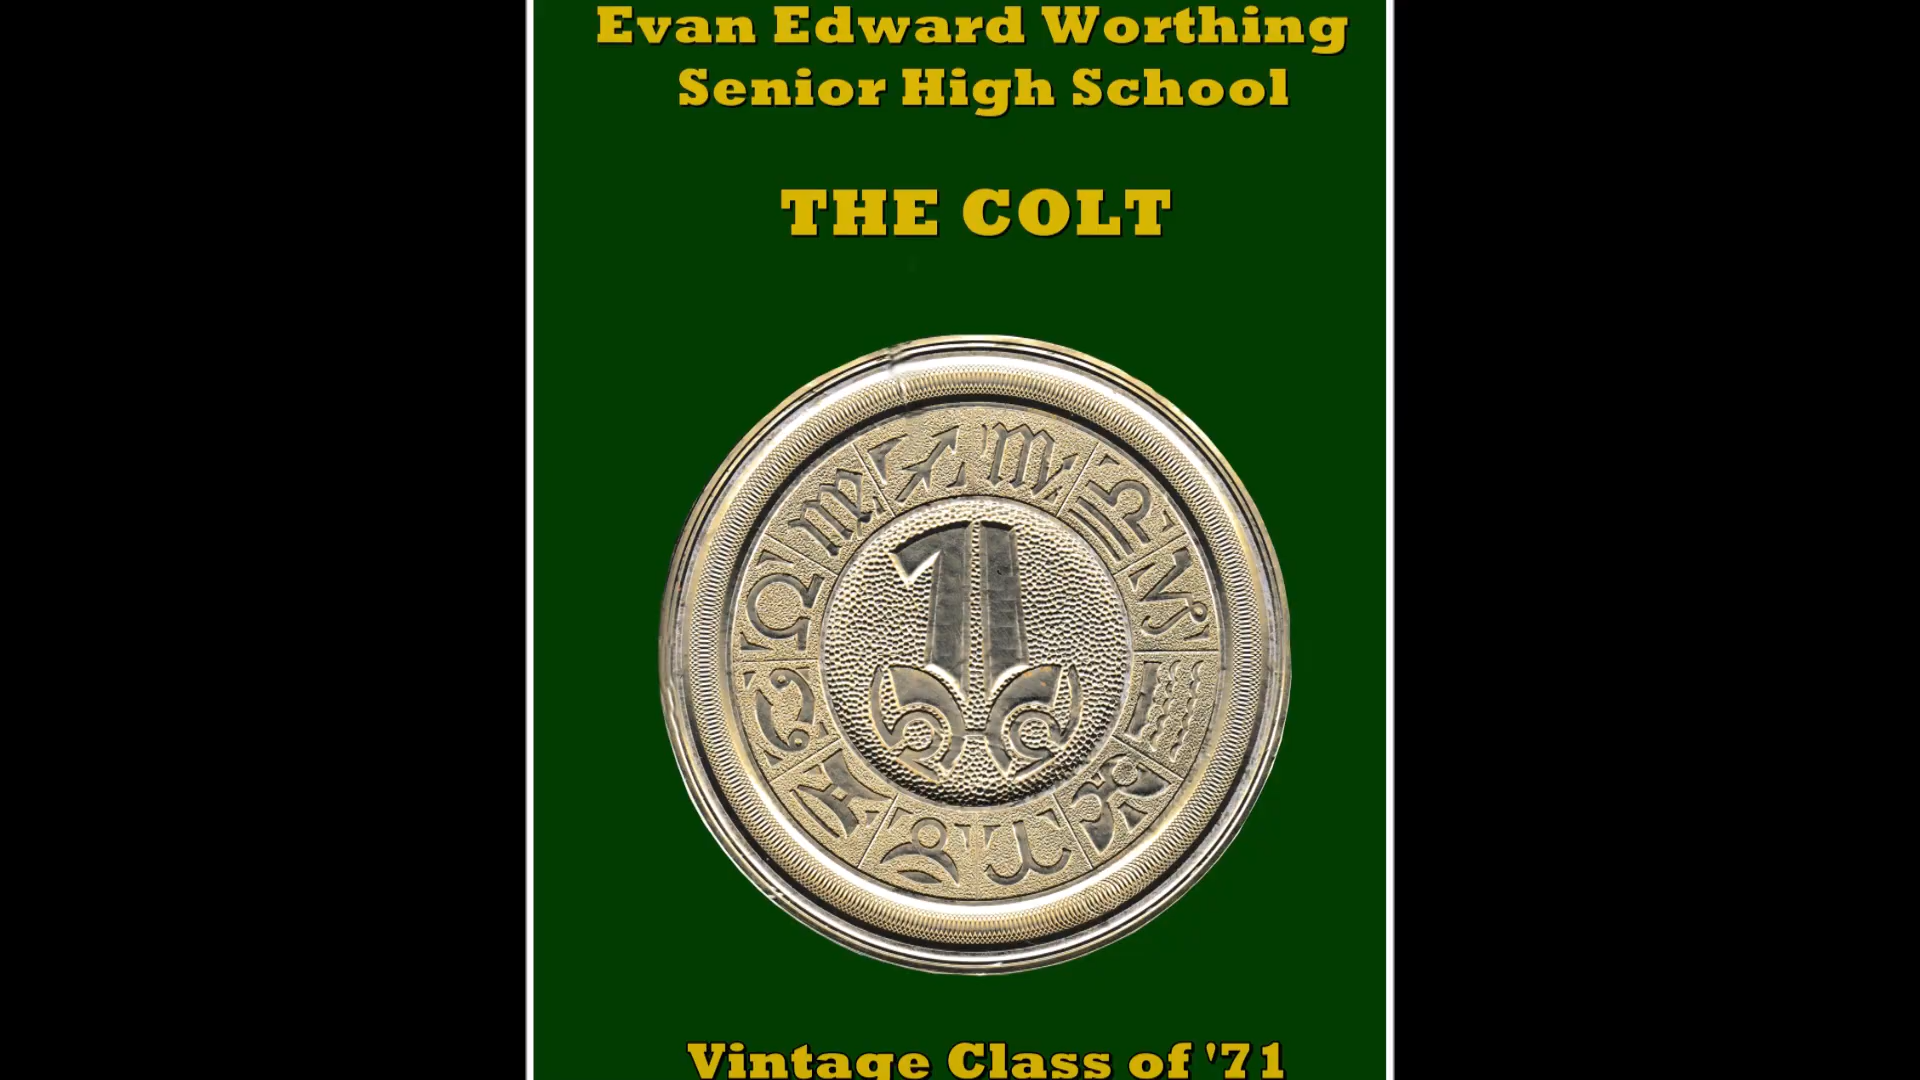 Evan Edward Worthing
Senior High School
THE COLT
Vintage Class of '71